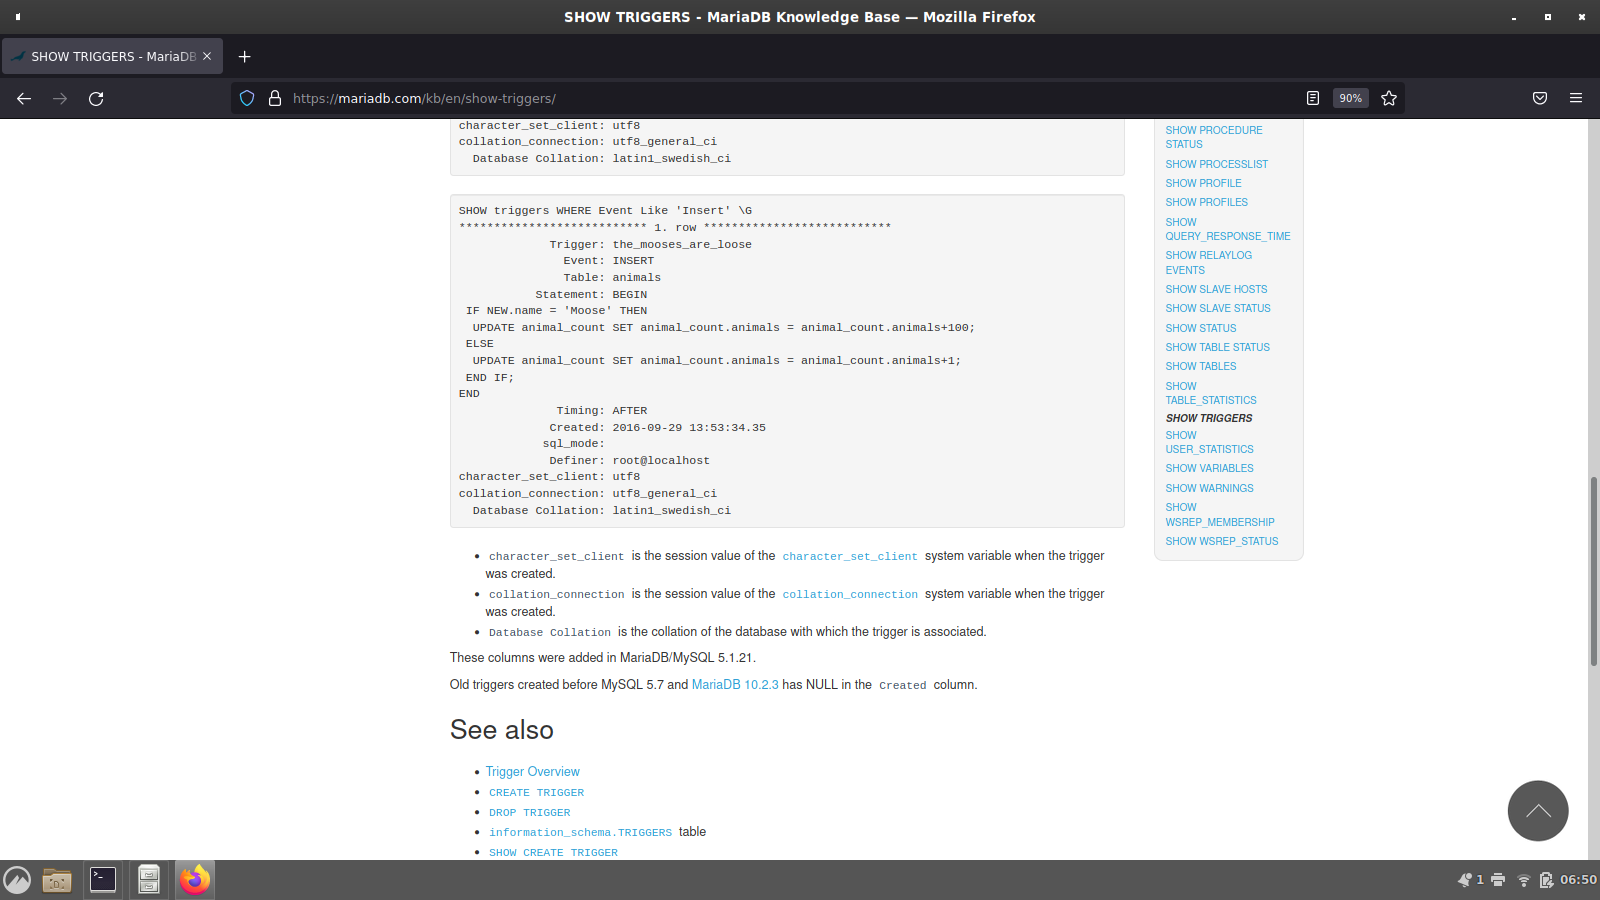 SHOW TRIGGERS - MariaDB Knowledge Base — Mozilla Firefox
SHOW TRIGGERS - MariaDB
https://mariadb.com/kb/en/show-triggers/
90%
character_set_client: utf8
collation_connection: utf8_general_ci
Database Collation: latin1_swedish_ci
SHOW triggers WHERE Event Like 'Insert' \G
*************************** 1. row ***************************
Trigger: the_mooses_are_loose
Event: INSERT
Table: animals
Statement: BEGIN
IF NEW.name = 'Moose' THEN
UPDATE animal_count SET animal_count.animals = animal_count.animals+100;
ELSE
UPDATE animal_count SET animal_count.animals = animal_count.animals+1;
END IF;
END
Timing: AFTER
Created: 2016-09-29 13:53:34.35
sql_mode:
Definer: root@localhost
character_set_client: utf8
collation_connection: utf8_general_ci
Database Collation: latin1_swedish_ci
character_set_client is the session value of the character_set_client system variable when the trigger
was created.
collation_connection is the session value of the collation_connection system variable when the trigger
was created.
Database Collation is the collation of the database with which the trigger is associated.
These columns were added in MariaDB/MySQL 5.1.21.
Old triggers created before MySQL 5.7 and MariaDB 10.2.3 has NULL in the Created column.
See also
Trigger Overview
CREATE TRIGGER
DROP TRIGGER
information_schema.TRIGGERS table
SHOW CREATE TRIGGER
SHOW PROCEDURE
STATUS
SHOW PROCESSLIST
SHOW PROFILE
SHOW PROFILES
SHOW
QUERY_RESPONSE_TIME
SHOW RELAYLOG
EVENTS
SHOW SLAVE HOSTS
SHOW SLAVE STATUS
SHOW STATUS
SHOW TABLE STATUS
SHOW TABLES
SHOW
TABLE_STATISTICS
SHOW TRIGGERS
SHOW
USER_STATISTICS
SHOW VARIABLES
SHOW WARNINGS
SHOW
WSREP_MEMBERSHIP
SHOW WSREP_STATUS
1
06:50